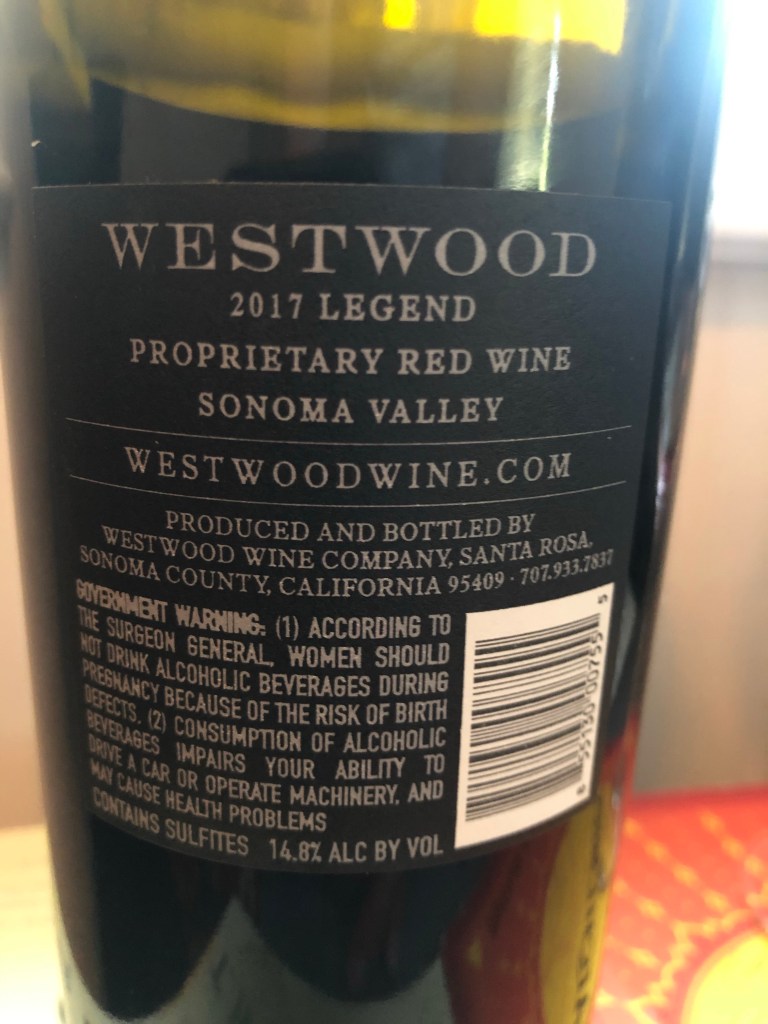 WESTWOOD
2017 LEGEND
PROPRIETARY RED WINE
SONOMA VALLEY
WESTWOODWINE.COM
PRODUCED AND BOTTLED BY
WESTWOOD WINE COMPANY, SANTA ROSA,
SONOMA COUNTY, CALIFORNIA 95409 · 707.933.7837
GOVERNMENT WARNING: (1) ACCORDING TO
THE SURGEON GENERAL, WOMEN SHOULD
NOT DRINK ALCOHOLIC BEVERAGES DURING
PREGNANCY BECAUSE OF THE RISK OF BIRTH
DEFECTS. (2) CONSUMPTION OF ALCOHOLIC
BEVERAGES IMPAIRS YOUR ABILITY TO
DRIVE A CAR OR OPERATE MACHINERY, AND
MAY CAUSE HEALTH PROBLEMS
CONTAINS SULFITES 14.8% ALC BY VOL